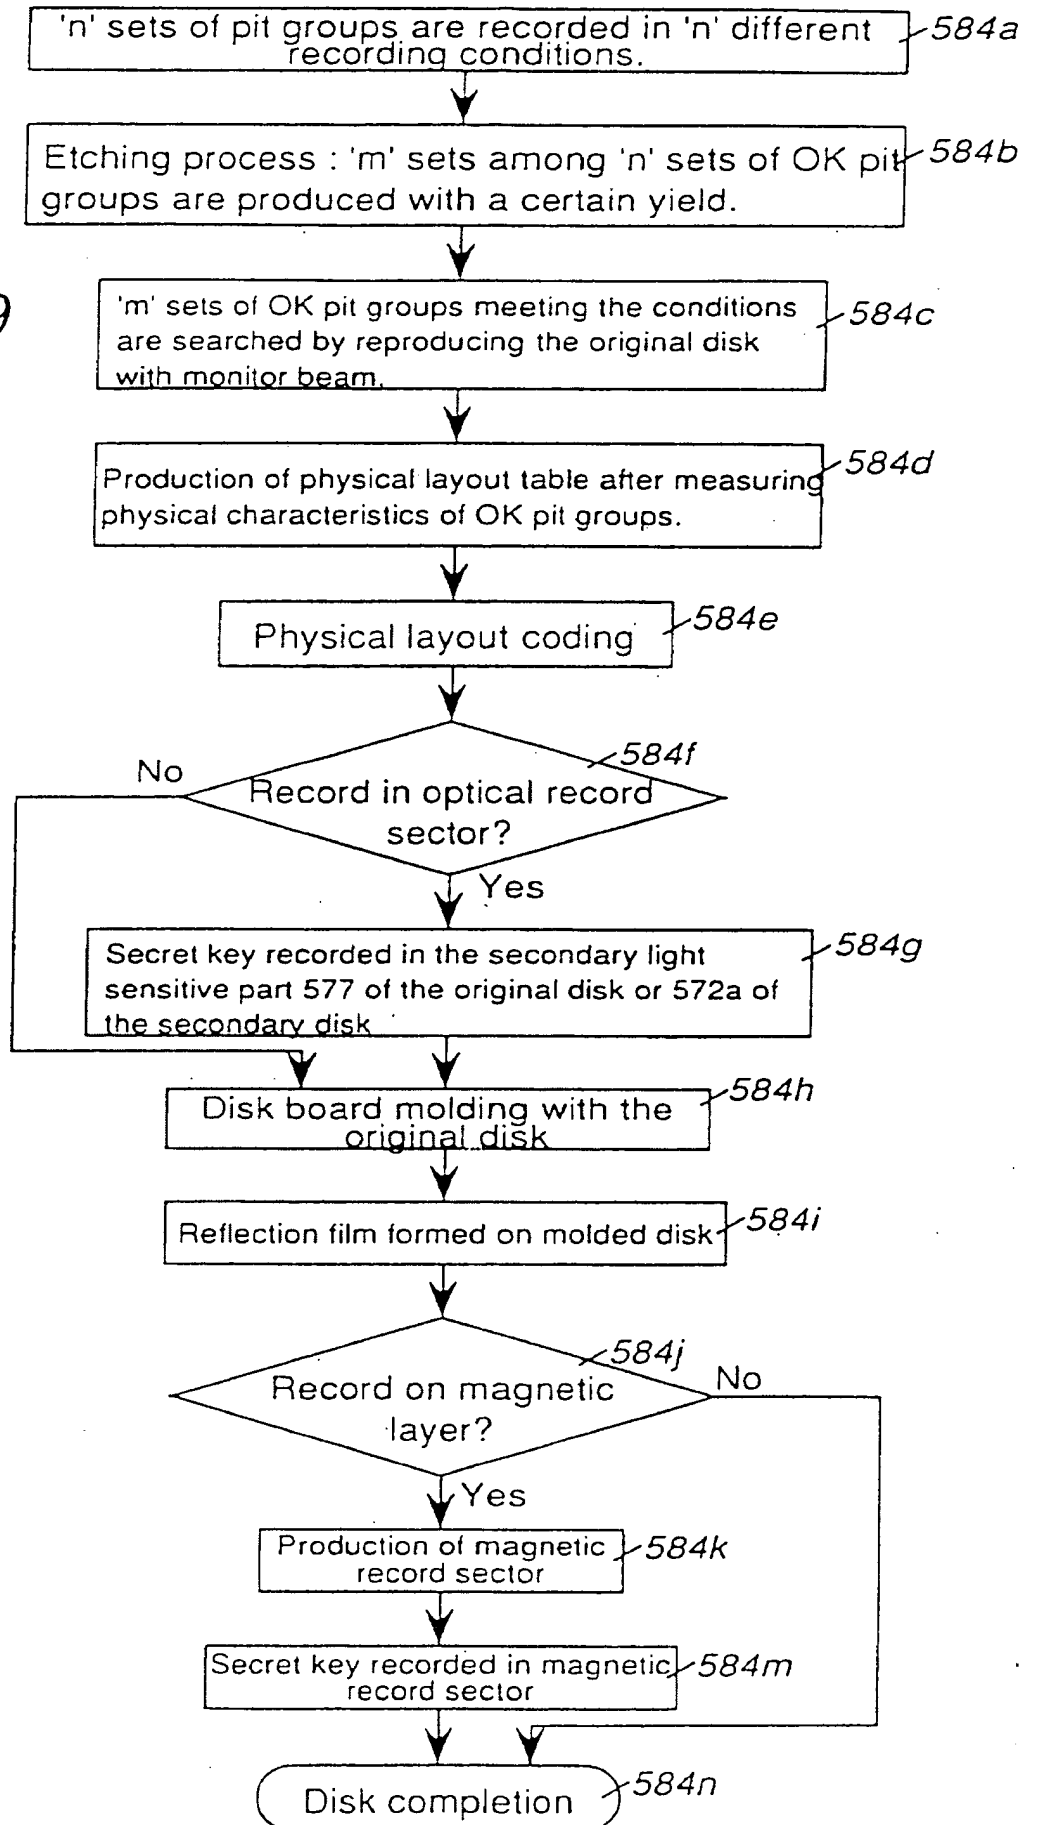 'n' sets of pit groups are recorded in 'n' different
recording conditions.
584a
Etching process : 'm' sets among 'n' sets of OK pit
groups are produced with a certain yield.
584b
9
'm' sets of OK pit groups meeting the conditions
are searched by reproducing the original disk
with monitor beam.
584c
Production of physical layout table after measuring
physical characteristics of OK pit groups.
584d
Physical layout coding
584e
584f
No
Record in optical record
sector?
Yes
Secret key recorded in the secondary light
sensitive part 577 of the original disk or 572a of
the secondary disk
584g
Disk board molding with the
original disk
584h
Reflection film formed on molded disk
584i
584j
Record on magnetic
layer?
No
Yes
Production of magnetic
record sector
584k
Secret key recorded in magnetic
record sector
584m
Disk completion
584n